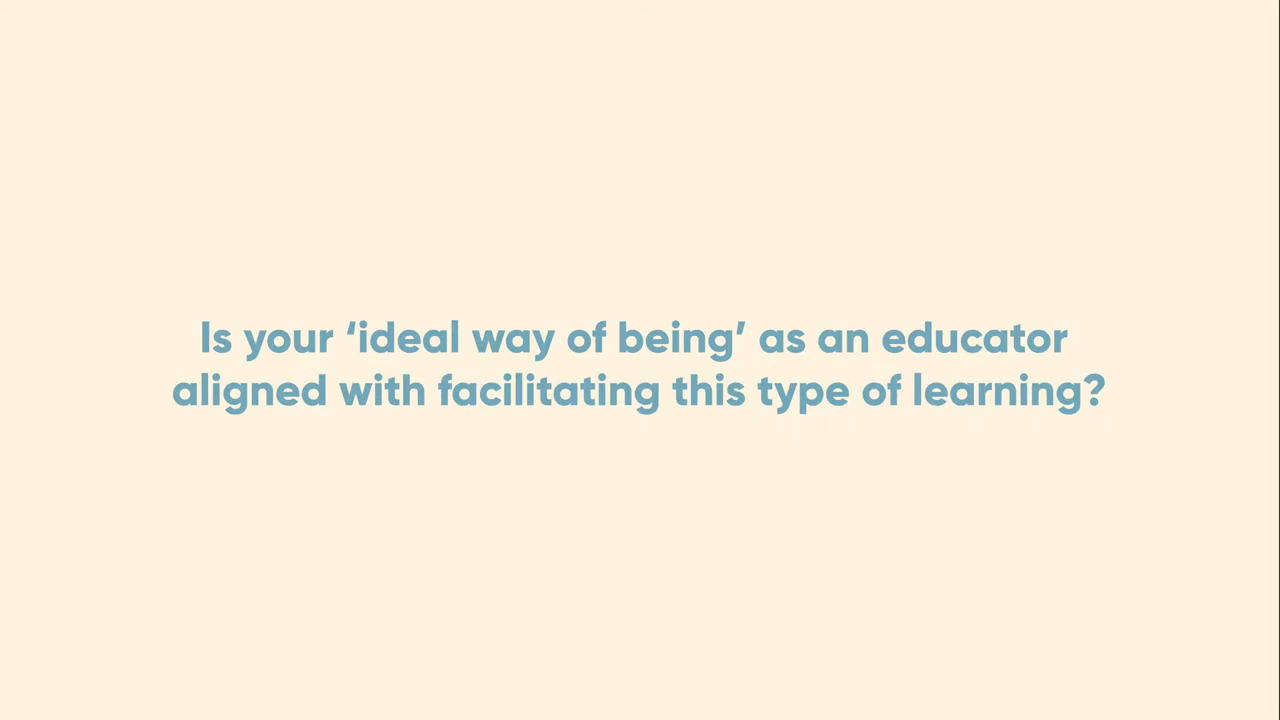 Is your ‘ideal way of being’ as an educator
aligned with facilitating this type of learning?